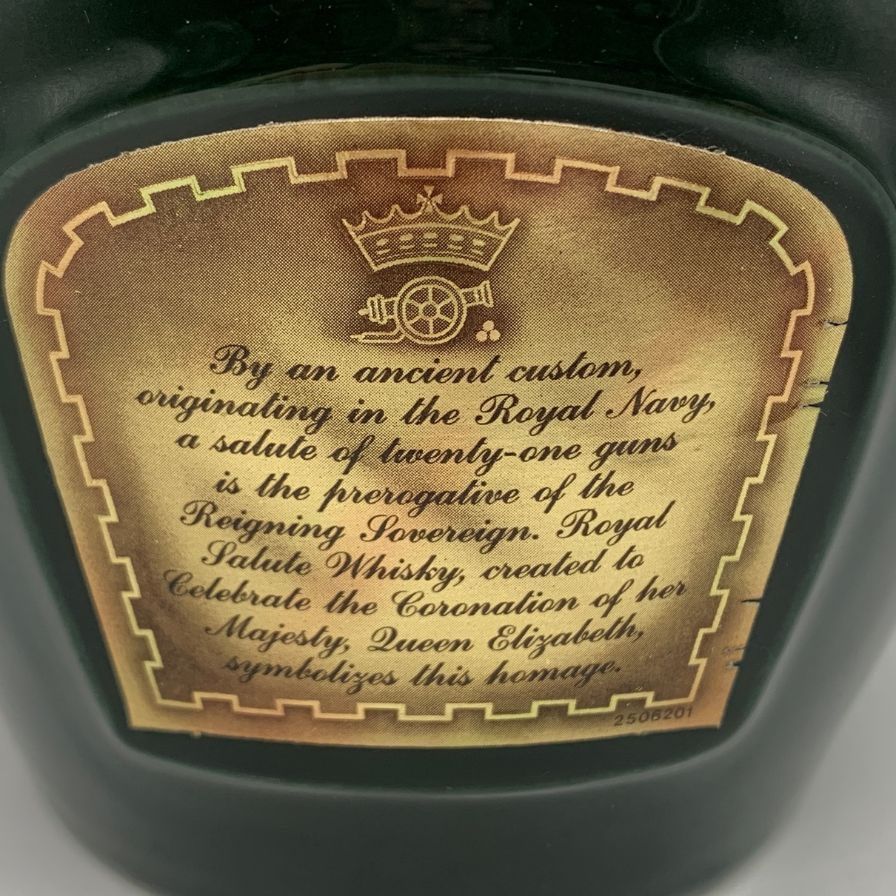 By an ancient custom,
originating in the Royal Navy,
a salute of twenty-one guns
is the prerogative of the
Reigning Sovereign. Royal
Salute Whisky, created to
Celebrate the Coronation of her
Majesty, Queen Elizabeth,
symbolizes this homage.
2506201